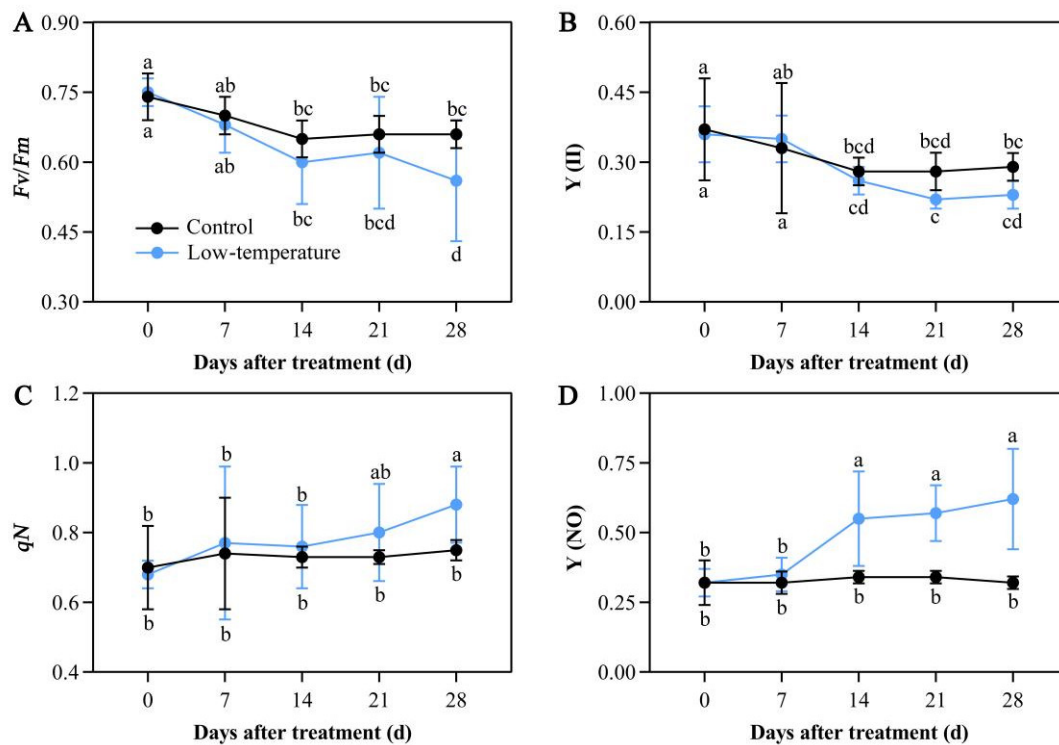 A
Fv/Fm
0.90
0.75
0.60
0.45
0.30
a
ab
bc
bc
bc
a
ab
bc
bcd
d
Control
Low-temperature
0 7 14 21 28
Days after treatment (d)
B
Y (II)
0.60
0.45
0.30
0.15
0.00
a
ab
bcd
bcd
bc
a
a
cd
c
cd
0 7 14 21 28
Days after treatment (d)
C
qN
1.2
1.0
0.8
0.6
0.4
b
b
b
ab
a
b
b
b
b
b
0 7 14 21 28
Days after treatment (d)
D
Y (NO)
1.00
0.75
0.50
0.25
0.00
b
b
a
a
a
b
b
b
b
b
0 7 14 21 28
Days after treatment (d)